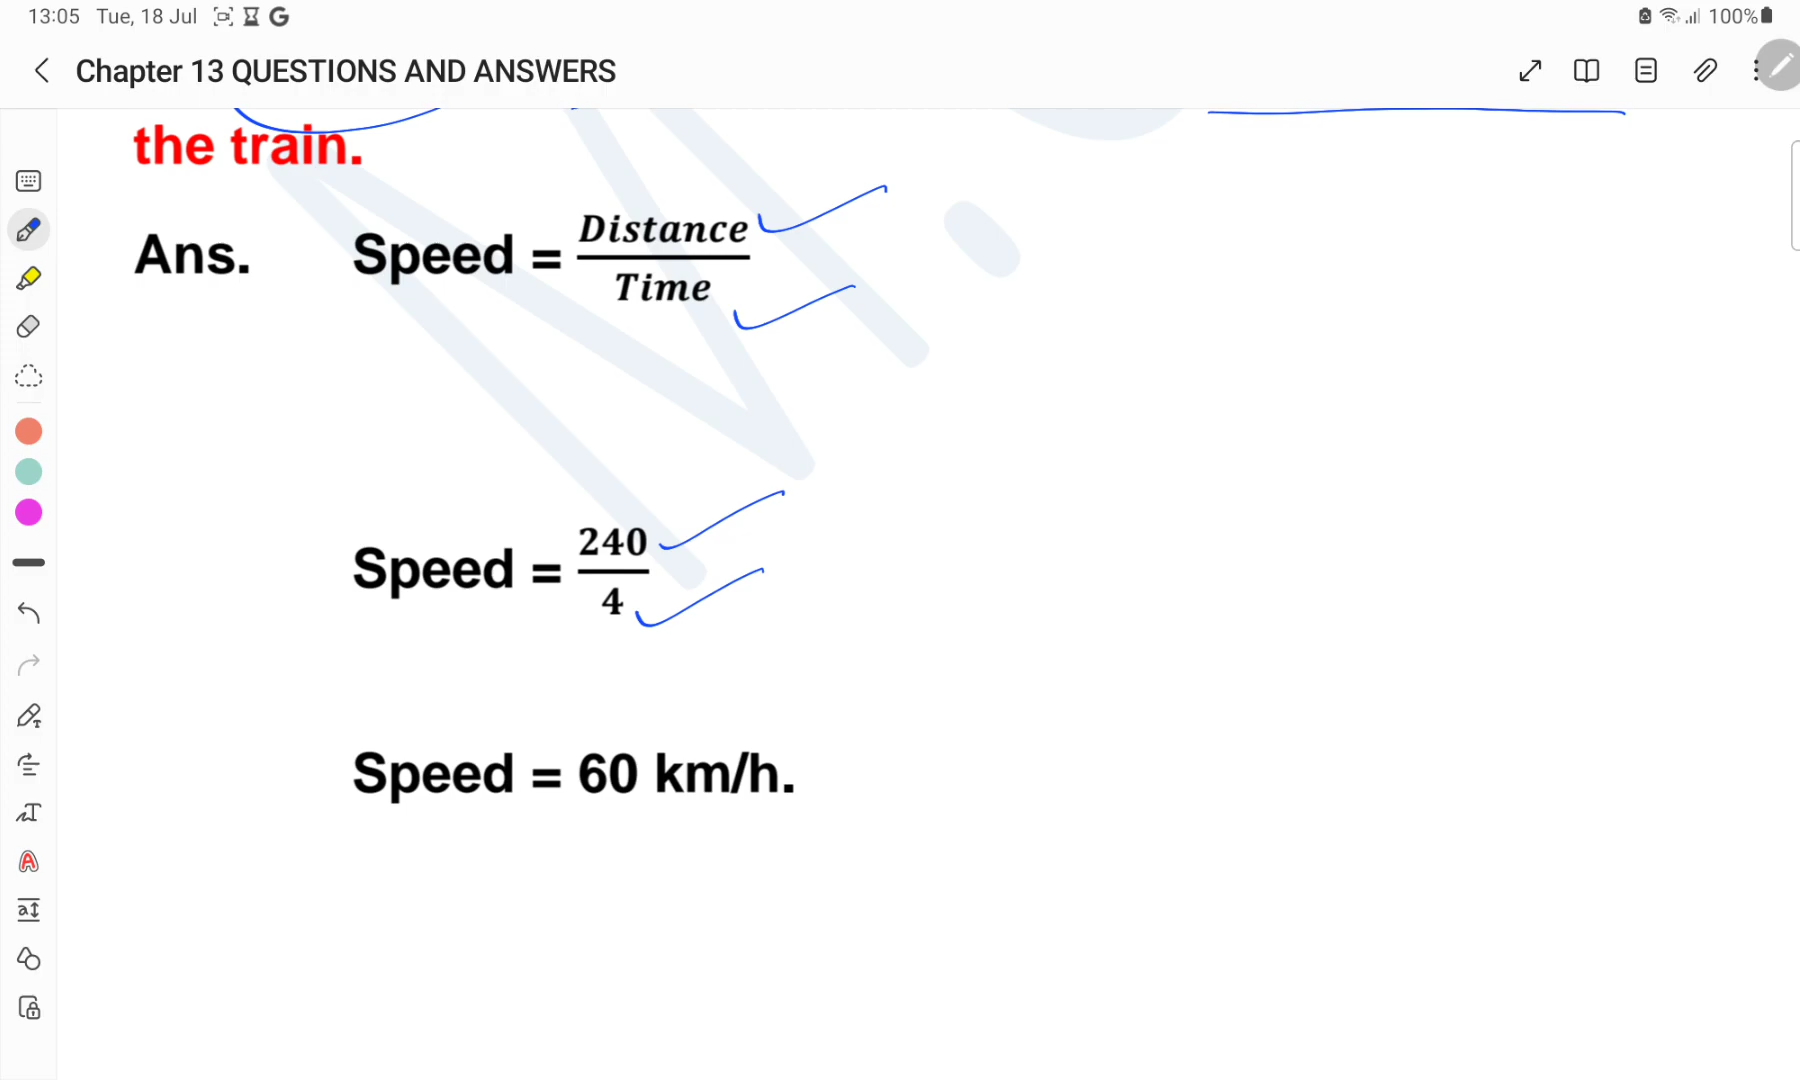 13:05 Tue, 18 Jul G 100%
Chapter 13 QUESTIONS AND ANSWERS
the train.
Ans. Speed = Distance / Time
Speed = 240 / 4
Speed = 60 km/h.